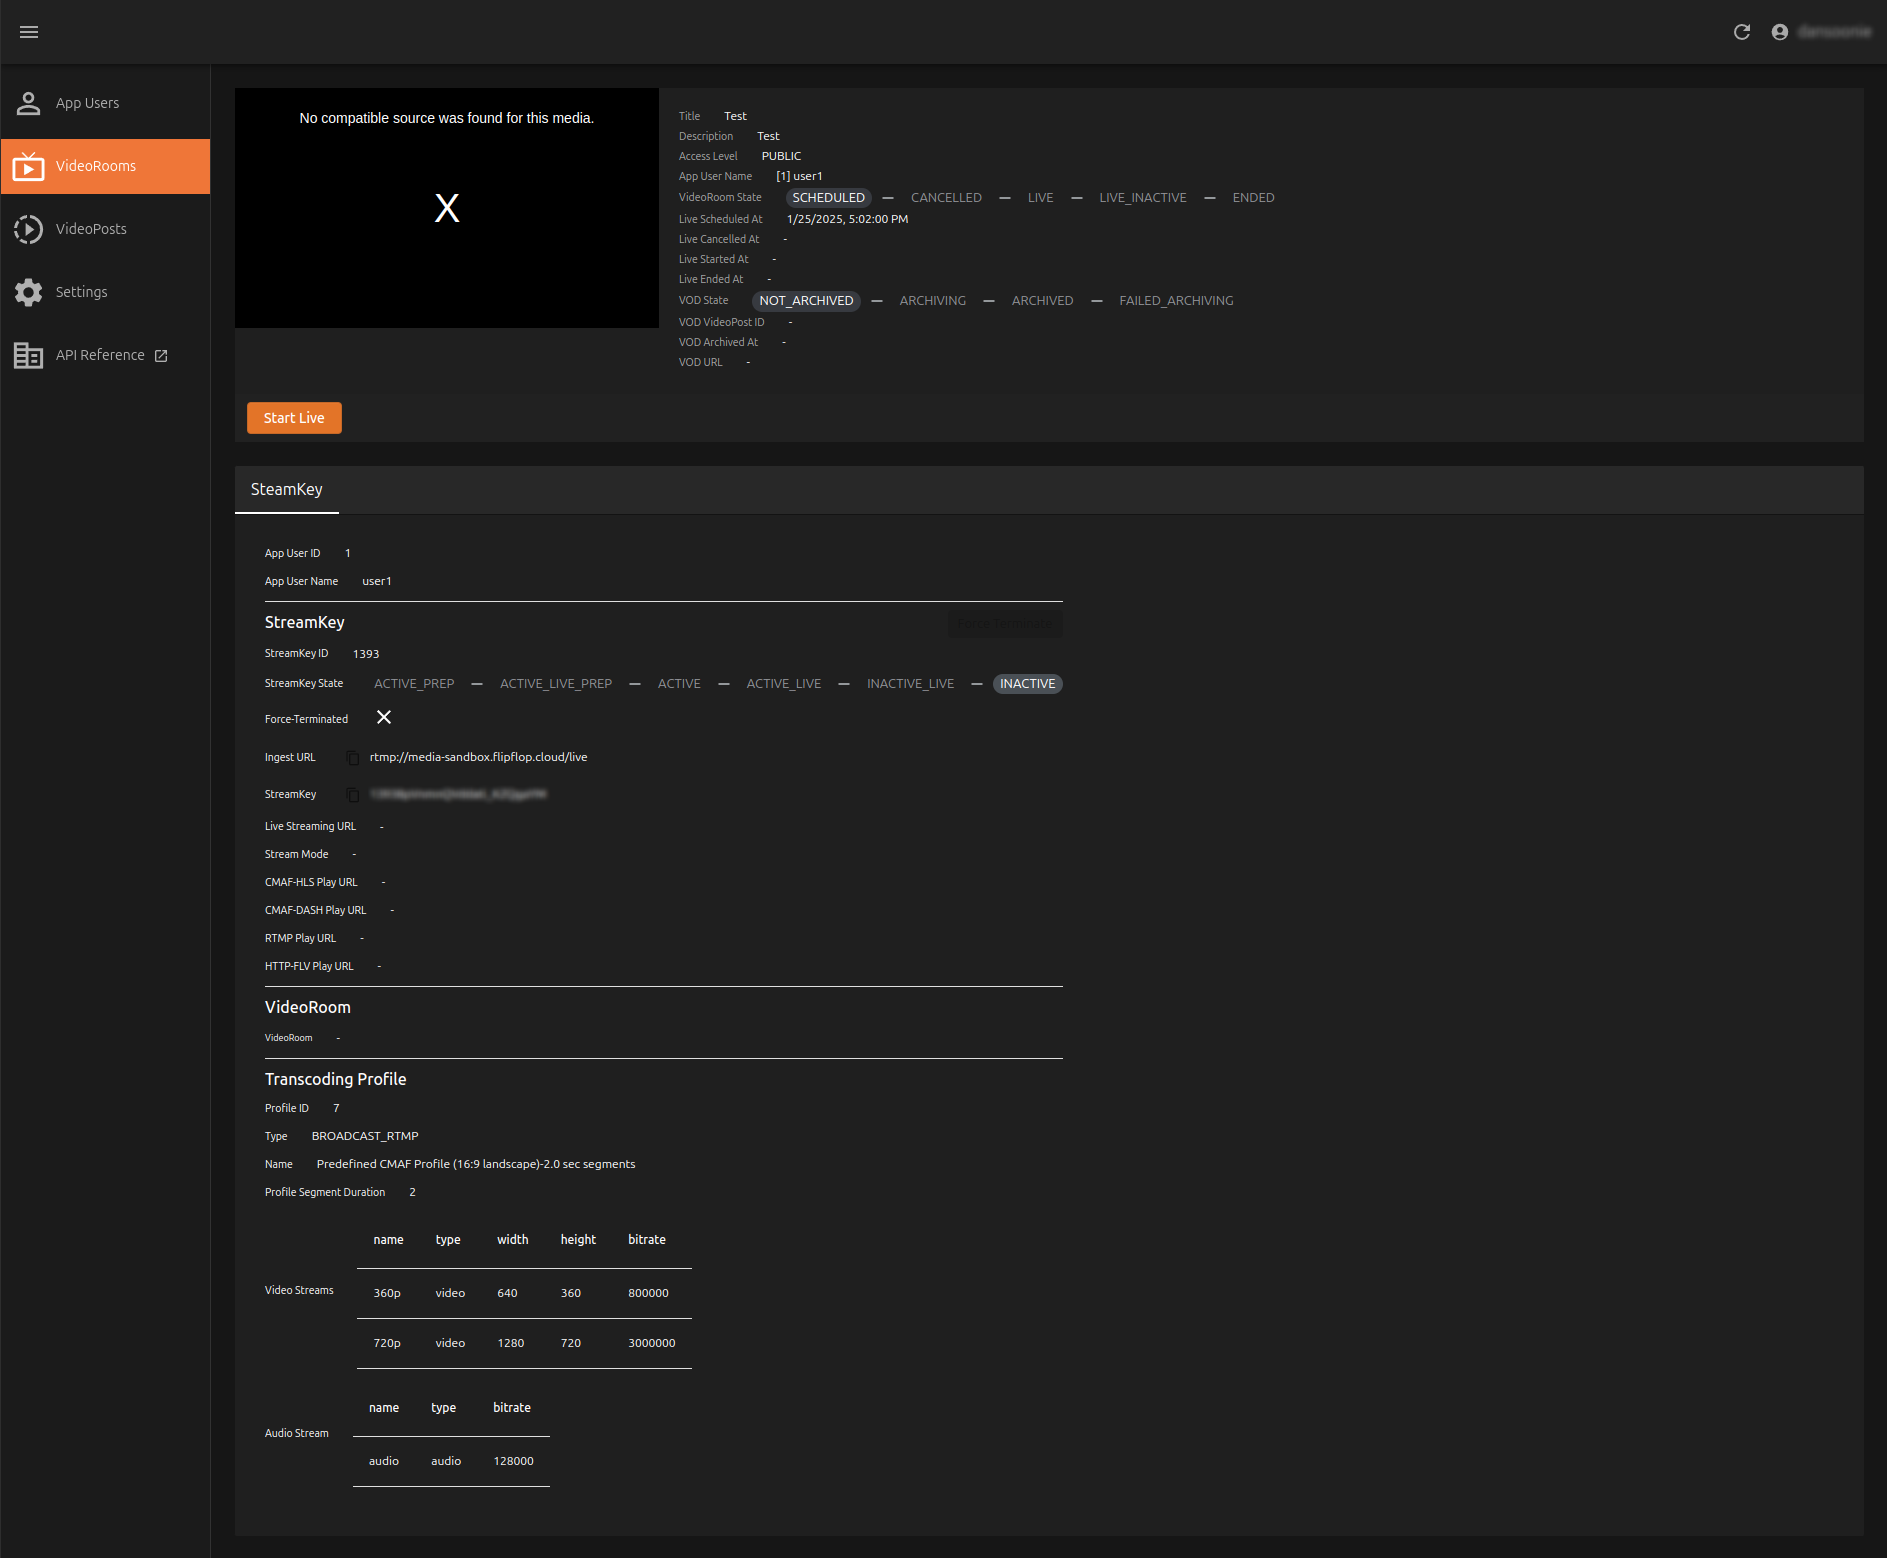 App Users
VideoRooms
VideoPosts
Settings
API Reference
No compatible source was found for this media.
X
Title Test
Description Test
Access Level PUBLIC
App User Name [1] user1
VideoRoom State SCHEDULED — CANCELLED — LIVE — LIVE_INACTIVE — ENDED
Live Scheduled At 1/25/2025, 5:02:00 PM
Live Cancelled At -
Live Started At -
Live Ended At -
VOD State NOT_ARCHIVED — ARCHIVING — ARCHIVED — FAILED_ARCHIVING
VOD VideoPost ID -
VOD Archived At -
VOD URL -
Start Live
SteamKey
App User ID 1
App User Name user1
StreamKey Force Terminate
StreamKey ID 1393
StreamKey State ACTIVE_PREP — ACTIVE_LIVE_PREP — ACTIVE — ACTIVE_LIVE — INACTIVE_LIVE — INACTIVE
Force-Terminated
Ingest URL rtmp://media-sandbox.flipflop.cloud/live
StreamKey
Live Streaming URL -
Stream Mode -
CMAF-HLS Play URL -
CMAF-DASH Play URL -
RTMP Play URL -
HTTP-FLV Play URL -
VideoRoom
VideoRoom -
Transcoding Profile
Profile ID 7
Type BROADCAST_RTMP
Name Predefined CMAF Profile (16:9 landscape)-2.0 sec segments
Profile Segment Duration 2
name type width height bitrate
Video Streams
360p video 640 360 800000
720p video 1280 720 3000000
name type bitrate
Audio Stream
audio audio 128000